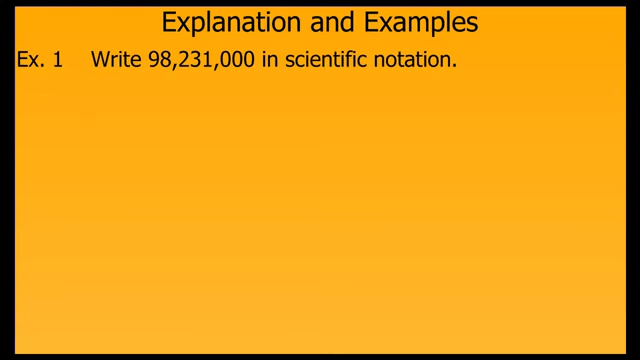 Explanation and Examples
Ex. 1 Write 98,231,000 in scientific notation.